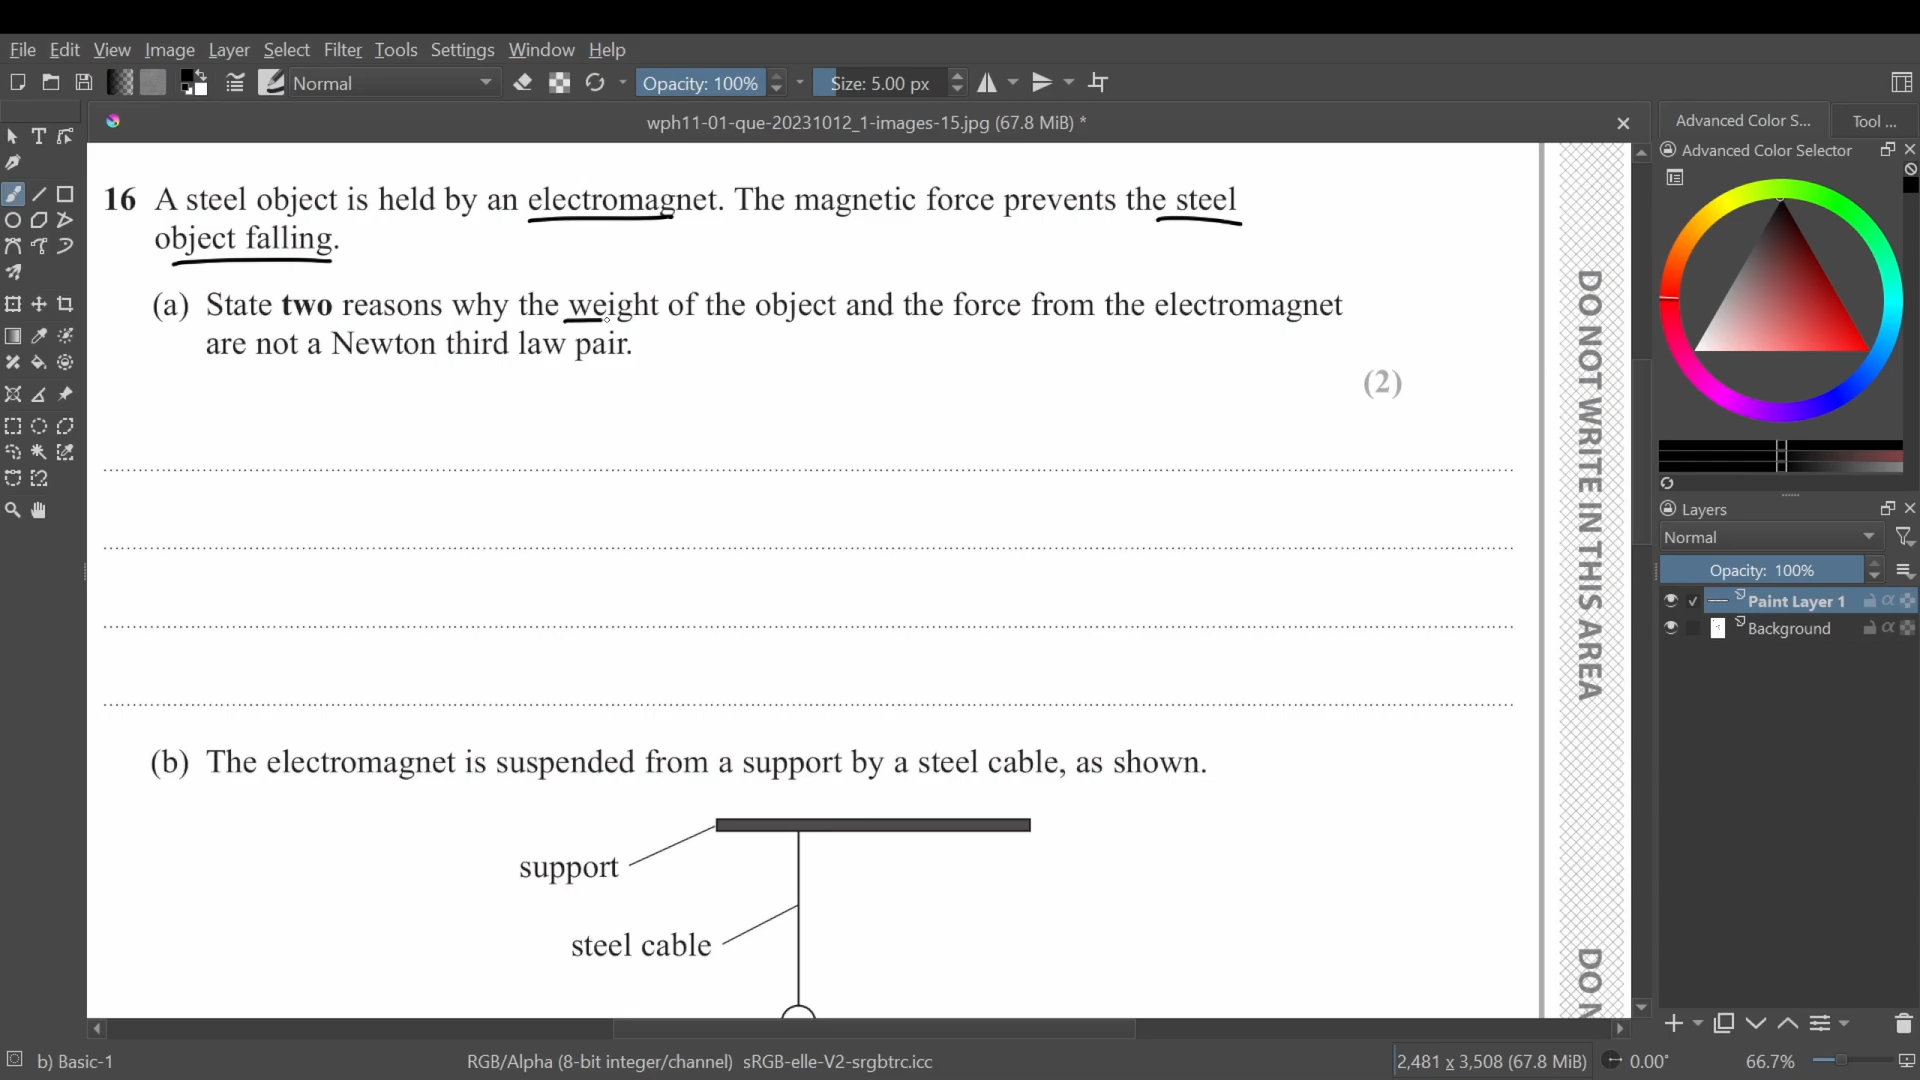 File Edit View Image Layer Select Filter Tools Settings Window Help
Normal Opacity: 100% Size: 5.00 px
wph11-01-que-20231012_1-images-15.jpg (67.8 MiB) *
Advanced Color S... Tool ...
Advanced Color Selector
16 A steel object is held by an electromagnet. The magnetic force prevents the steel
object falling.
(a) State two reasons why the weight of the object and the force from the electromagnet
are not a Newton third law pair.
(2)
(b) The electromagnet is suspended from a support by a steel cable, as shown.
support
steel cable
DO NOT WRITE IN THIS AREA
DO N
Layers
Normal
Opacity: 100%
Paint Layer 1
Background
b) Basic-1
RGB/Alpha (8-bit integer/channel) sRGB-elle-V2-srgbtrc.icc
2,481 x 3,508 (67.8 MiB)
0.00°
66.7%